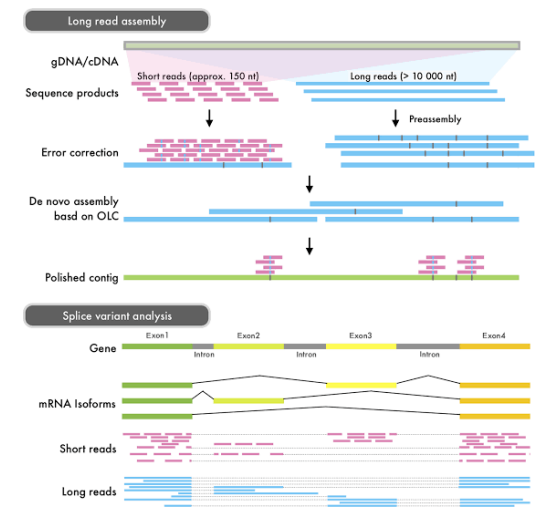 Long read assembly
gDNA/cDNA
Short reads (approx. 150 nt)
Long reads (> 10 000 nt)
Sequence products
Preassembly
Error correction
De novo assembly
basd on OLC
Polished contig
Splice variant analysis
Exon1
Exon2
Exon3
Exon4
Gene
Intron
Intron
Intron
mRNA Isoforms
Short reads
Long reads